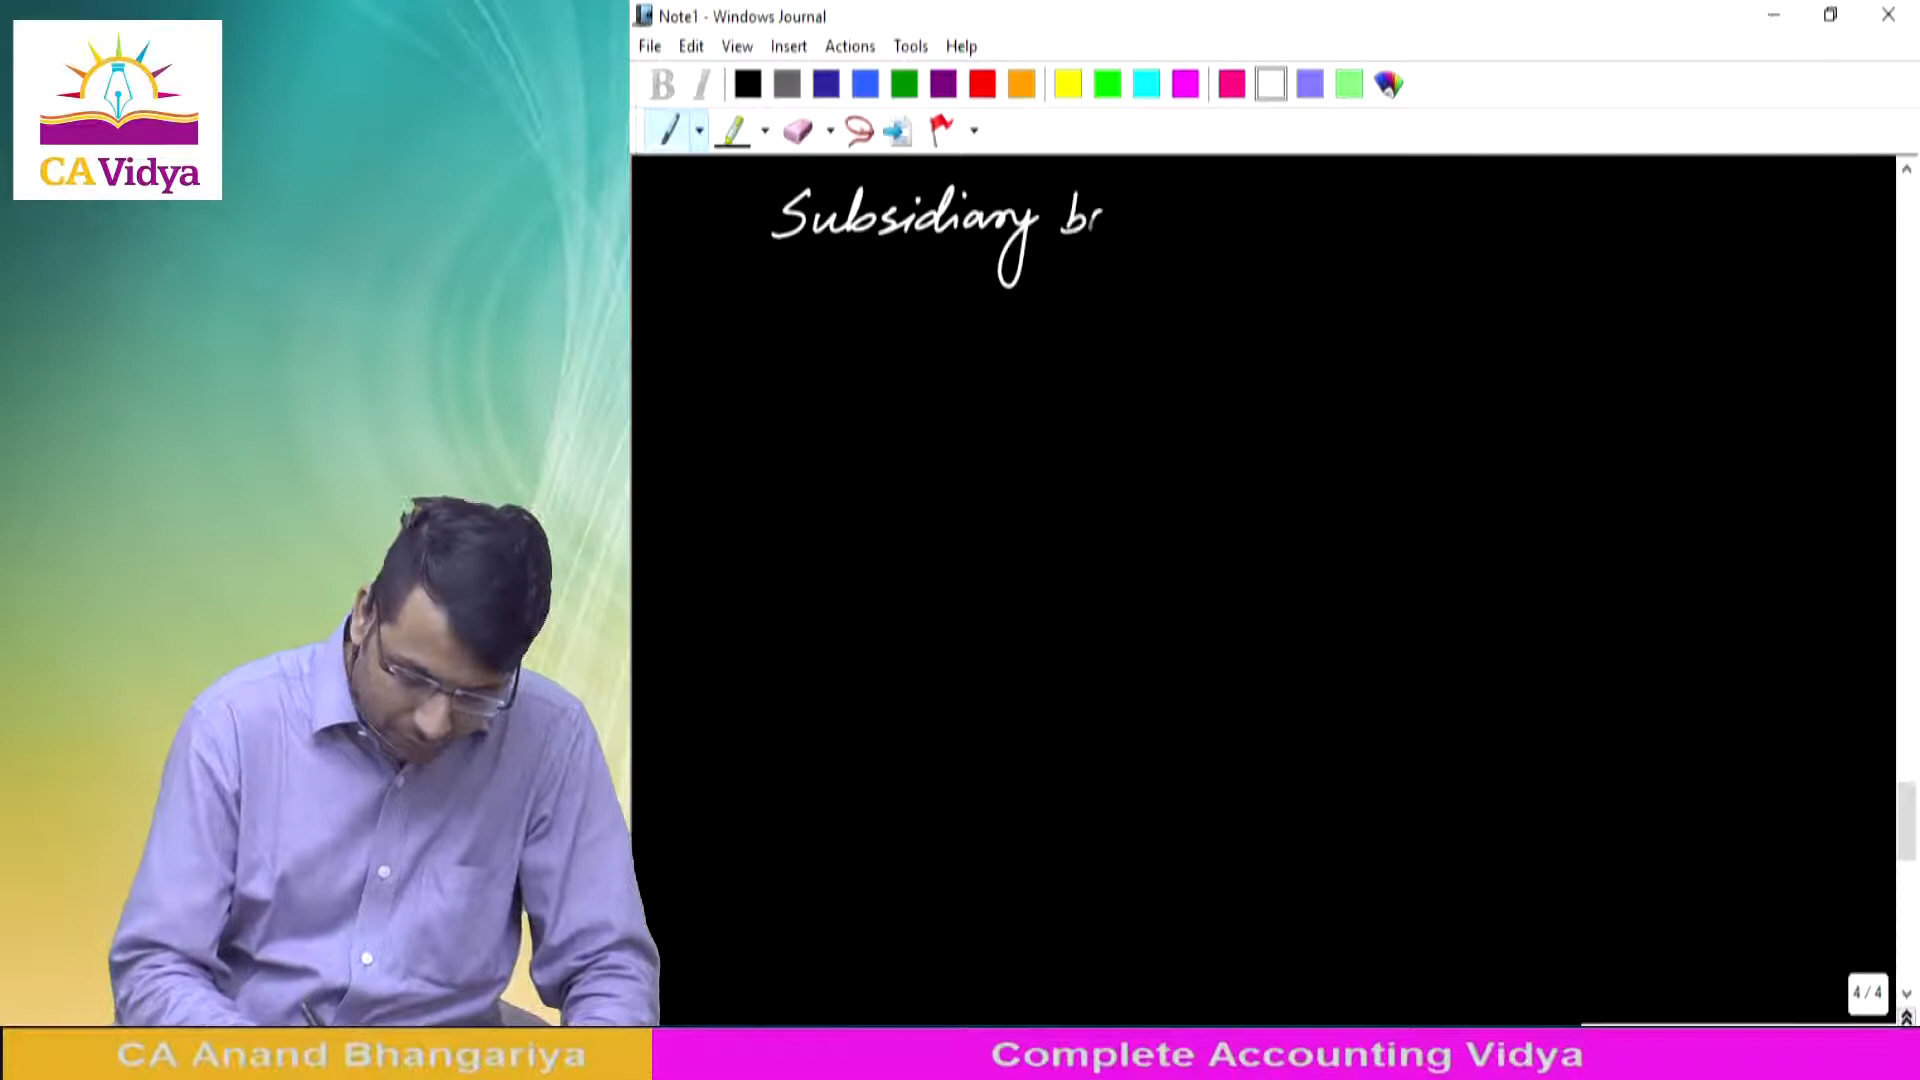 CA Vidya
Note1 - Windows Journal
File Edit View Insert Actions Tools Help
B I
Subsidiary
4 / 4
CA Anand Bhangariya
Complete Accounting Vidya